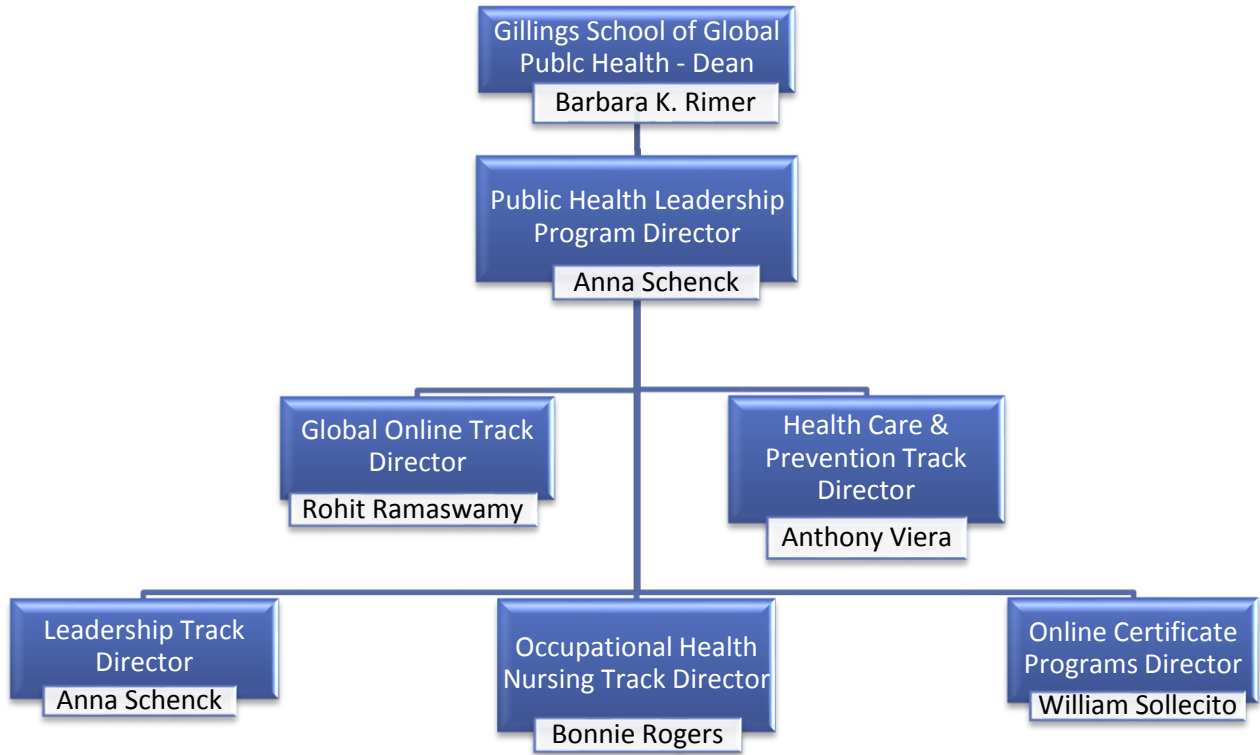 Gillings School of Global
Publc Health - Dean
Barbara K. Rimer
Public Health Leadership
Program Director
Anna Schenck
Global Online Track
Director
Rohit Ramaswamy
Health Care &
Prevention Track
Director
Anthony Viera
Leadership Track
Director
Anna Schenck
Occupational Health
Nursing Track Director
Bonnie Rogers
Online Certificate
Programs Director
William Sollecito